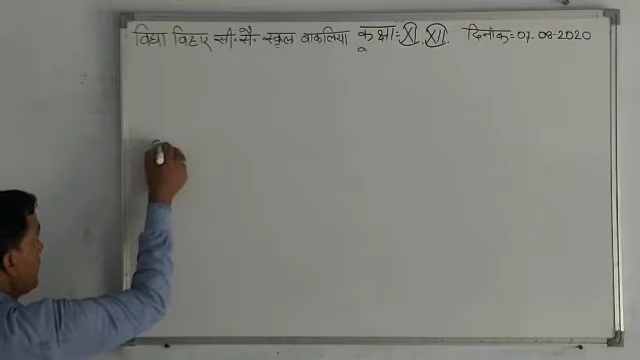 विद्या विहार सी. सै. स्कूल बाकलिया कक्षा:- XI, XII. दिनांक:- 07-08-2020